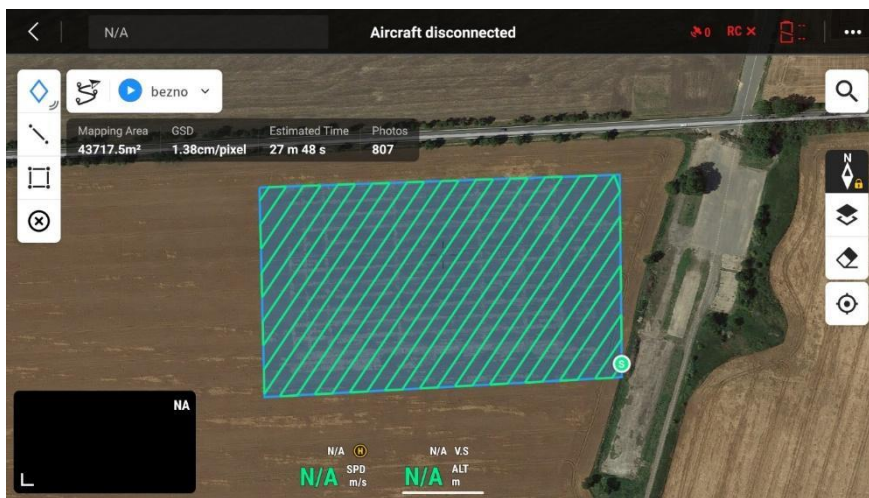 N/A
Aircraft disconnected
0 RC
bezno
Mapping Area GSD Estimated Time Photos
43717.5m² 1.38cm/pixel 27 m 48 s 807
N
S
NA
N/A H N/A V.S
N/A SPD m/s N/A ALT m